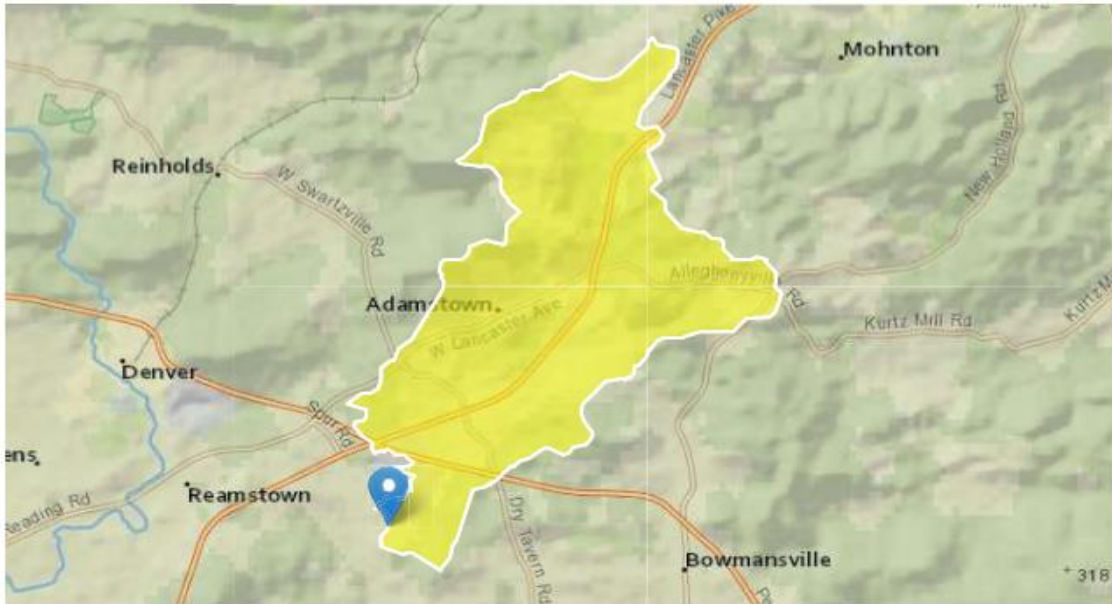 Mohnton
Lancaster Pike
New Holland Rd
Reinholds
W Swartzville Rd
Alleghenyville Rd
Adamstown
W Lancaster Ave
Kurtz Mill Rd
Kurtz M
Denver
Spur Rd
ens
Reamstown
Reading Rd
Dry Tavern Rd
Bowmansville
+ 318